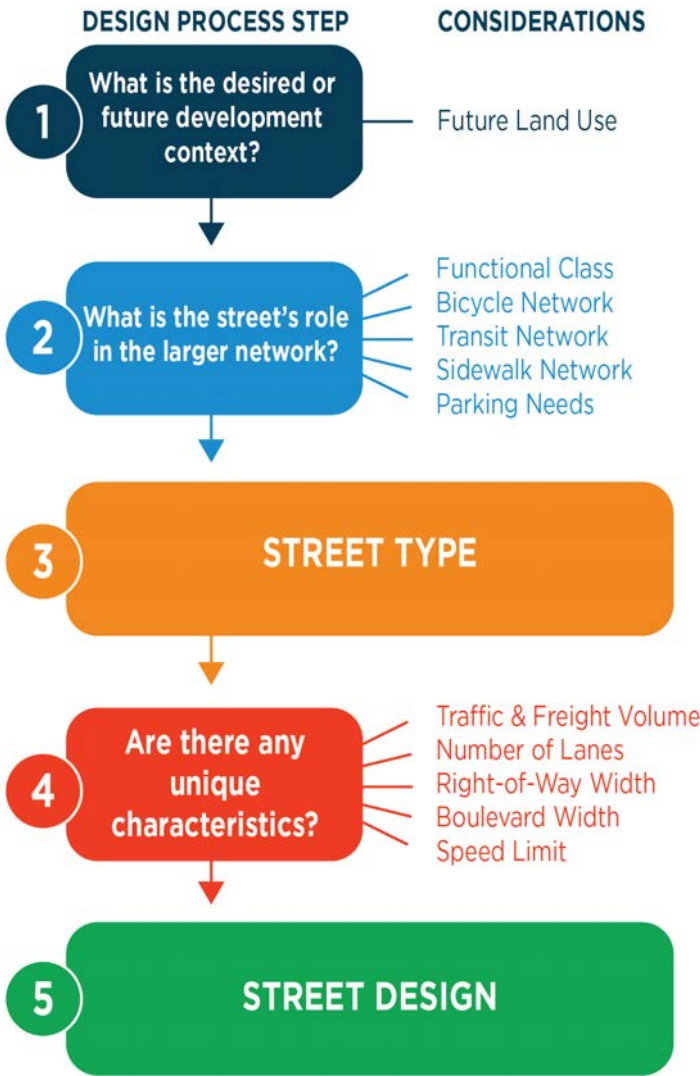 DESIGN PROCESS STEP
CONSIDERATIONS
1
What is the desired or
future development
context?
Future Land Use
2
What is the street's role
in the larger network?
Functional Class
Bicycle Network
Transit Network
Sidewalk Network
Parking Needs
3
STREET TYPE
4
Are there any
unique
characteristics?
Traffic & Freight Volume
Number of Lanes
Right-of-Way Width
Boulevard Width
Speed Limit
5
STREET DESIGN